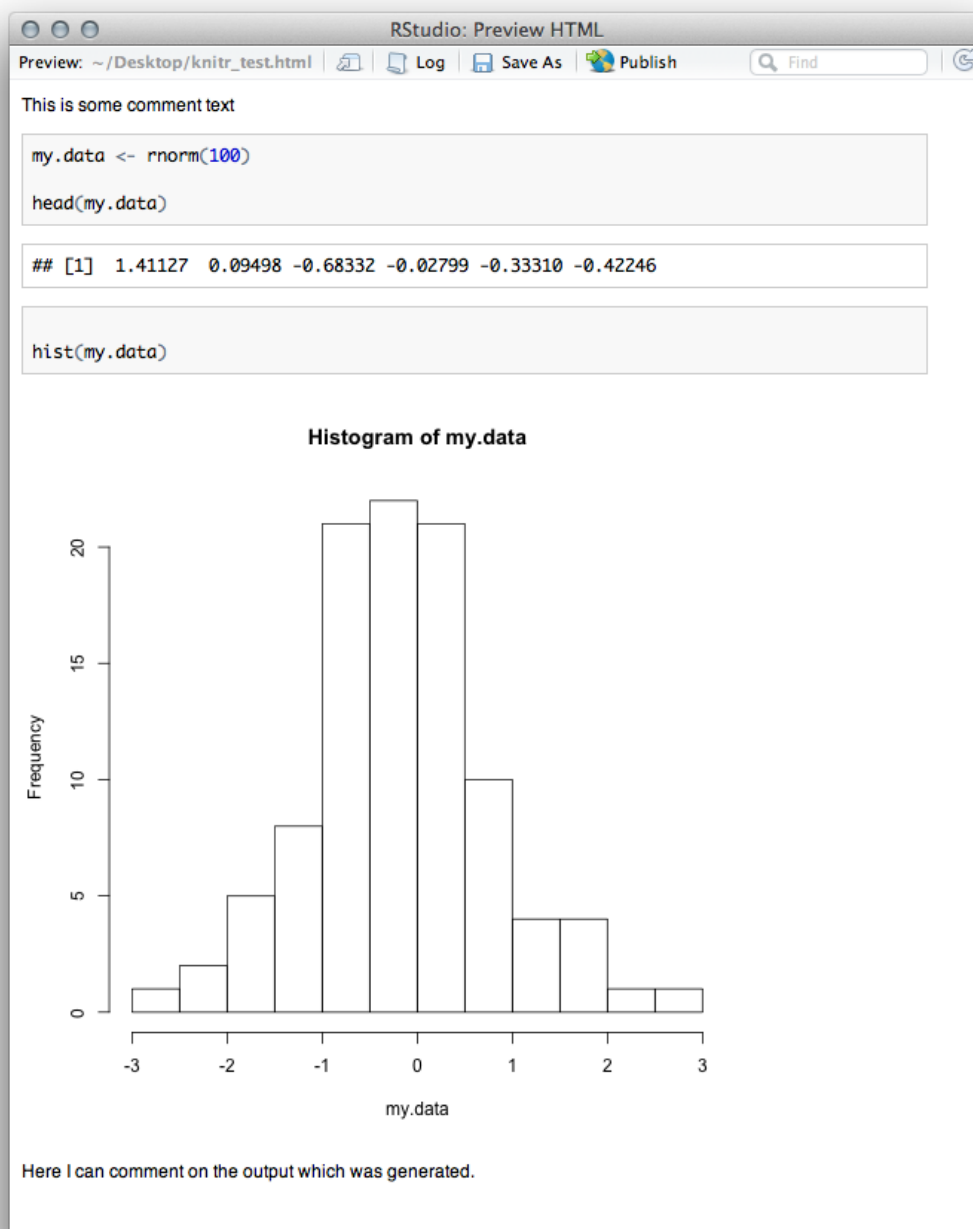 RStudio: Preview HTML
Preview: ~/Desktop/knitr_test.html Log Save As Publish Find
This is some comment text
my.data <- rnorm(100)
head(my.data)
## [1]  1.41127  0.09498 -0.68332 -0.02799 -0.33310 -0.42246
hist(my.data)
Histogram of my.data
Frequency
20
15
10
5
0
-3 -2 -1 0 1 2 3
my.data
Here I can comment on the output which was generated.